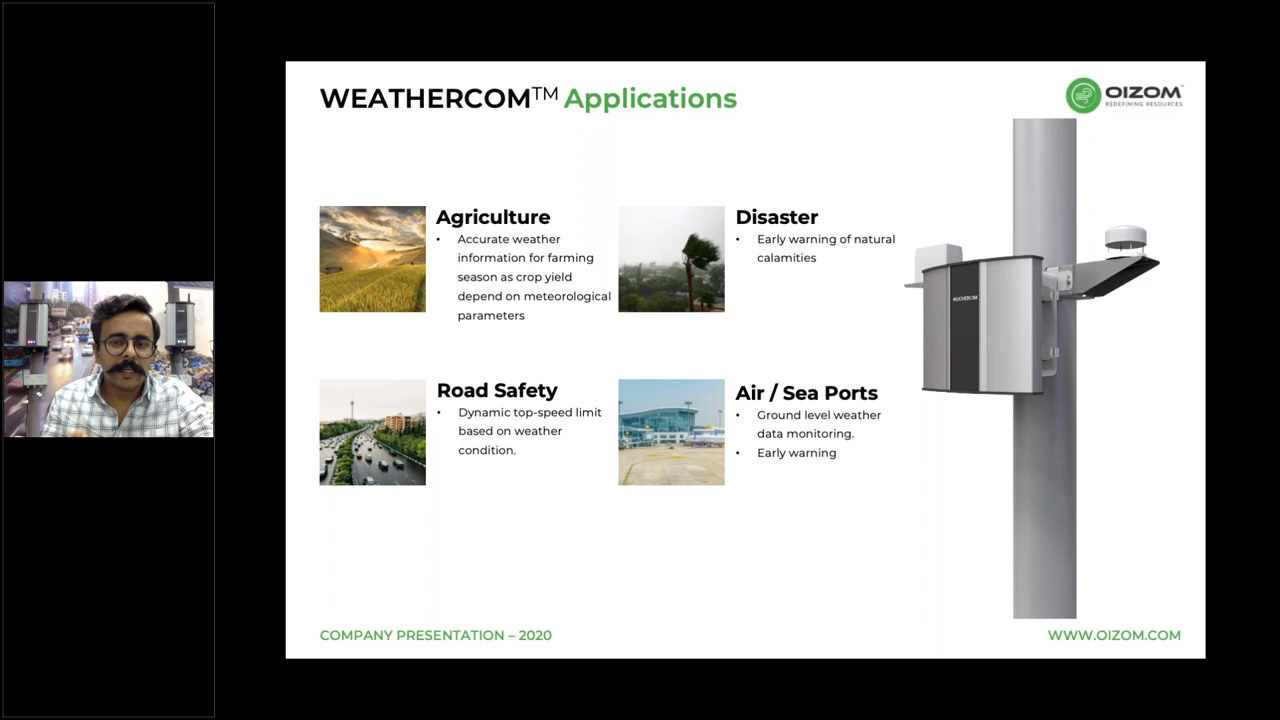 WEATHERCOM™ Applications
OIZOM™
REDEFINING RESOURCES
Agriculture
• Accurate weather
information for farming
season as crop yield
depend on meteorological
parameters
Disaster
• Early warning of natural
calamities
WEATHERCOM
Road Safety
• Dynamic top-speed limit
based on weather
condition.
Air / Sea Ports
• Ground level weather
data monitoring.
• Early warning
COMPANY PRESENTATION – 2020
WWW.OIZOM.COM